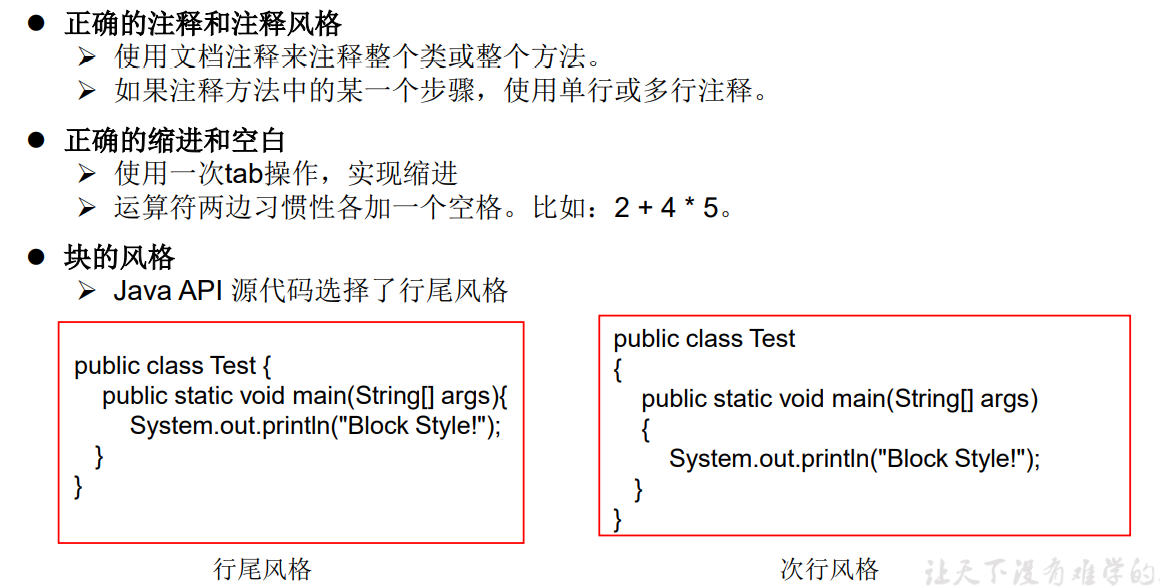 ● 正确的注释和注释风格
➢ 使用文档注释来注释整个类或整个方法。
➢ 如果注释方法中的某一个步骤，使用单行或多行注释。
● 正确的缩进和空白
➢ 使用一次tab操作，实现缩进
➢ 运算符两边习惯性各加一个空格。比如：2 + 4 * 5。
● 块的风格
➢ Java API 源代码选择了行尾风格
public class Test {
public static void main(String[] args){
System.out.println("Block Style!");
}
}
行尾风格
public class Test
{
public static void main(String[] args)
{
System.out.println("Block Style!");
}
}
次行风格
让天下没有难学的